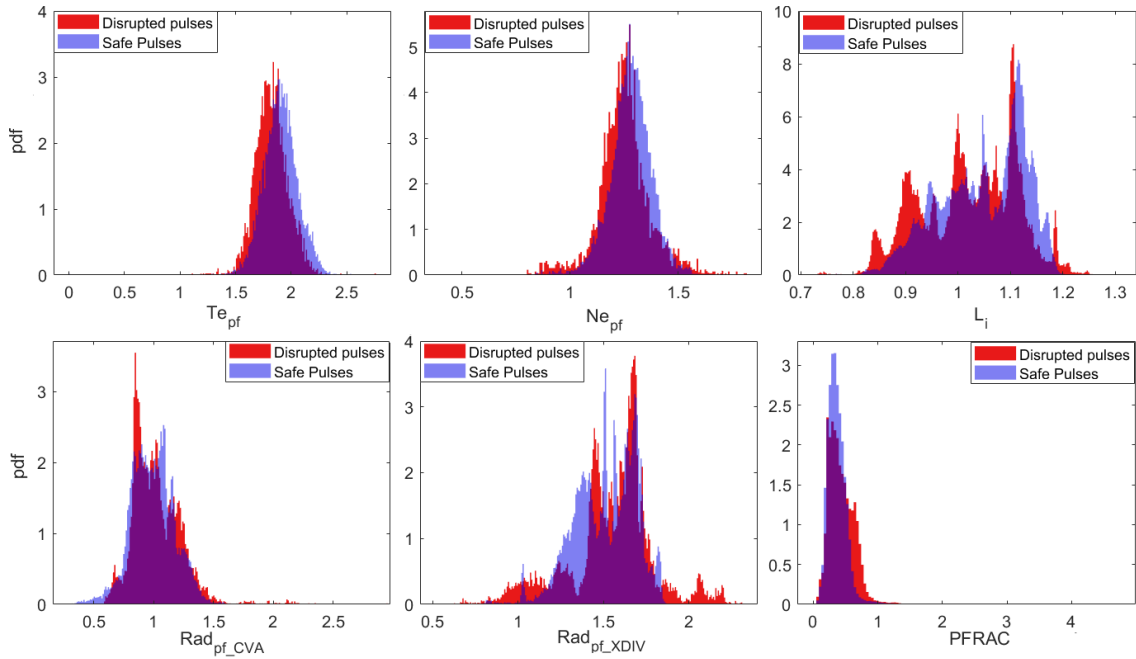 Disrupted pulses
Safe Pulses
4
3
2
1
0
pdf
0 0.5 1 1.5 2 2.5
Te_pf
Disrupted pulses
Safe Pulses
5
4
3
2
1
0
0.5 1 1.5
Ne_pf
Disrupted pulses
Safe Pulses
10
8
6
4
2
0
0.7 0.8 0.9 1 1.1 1.2 1.3
L_i
Disrupted pulses
Safe Pulses
3
2
1
0
pdf
0.5 1 1.5 2 2.5
Rad_pf_CVA
Disrupted pulses
Safe Pulses
4
3
2
1
0
0.5 1 1.5 2
Rad_pf_XDIV
Disrupted pulses
Safe Pulses
3
2.5
2
1.5
1
0.5
0
0 1 2 3 4
PFRAC